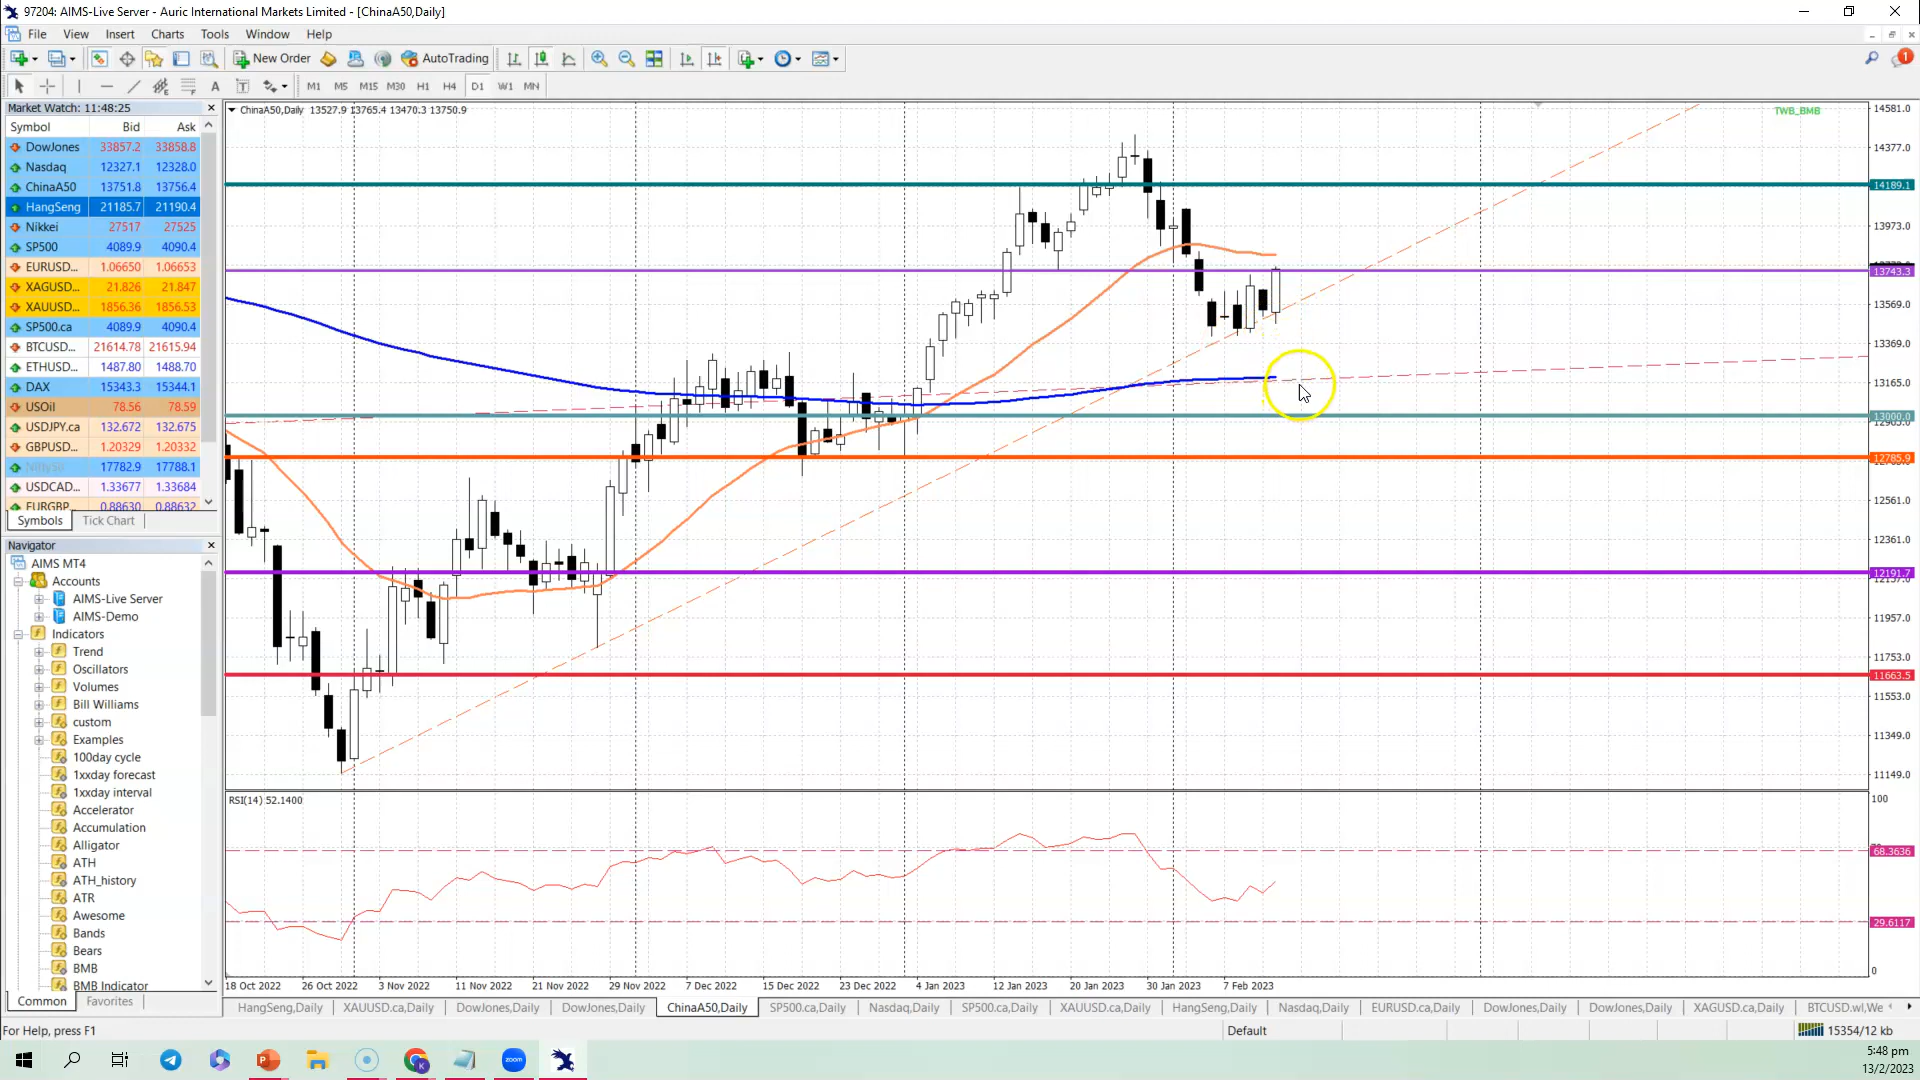 97204: AIMS-Live Server - Auric International Markets Limited - [ChinaA50,Daily]
File View Insert Charts Tools Window Help
New Order AutoTrading
1
A T M1 M5 M15 M30 H1 H4 D1 W1 MN
Market Watch: 11:48:25
Symbol Bid Ask
DowJones 33857.2 33858.8
Nasdaq 12327.1 12328.0
ChinaA50 13751.8 13756.4
HangSeng 21185.7 21190.4
Nikkei 27517 27525
SP500 4089.9 4090.4
EURUSD... 1.06650 1.06653
XAGUSD... 21.826 21.847
XAUUSD... 1856.36 1856.53
SP500.ca 4089.9 4090.4
BTCUSD... 21614.78 21615.94
ETHUSD... 1487.80 1488.70
DAX 15343.3 15344.1
USOil 78.56 78.59
USDJPY.ca 132.672 132.675
GBPUSD... 1.20329 1.20332
17782.9 17788.1
USDCAD... 1.33677 1.33684
EURGBP... 0.88630 0.88632
Symbols Tick Chart
Navigator
AIMS MT4
Accounts
AIMS-Live Server
AIMS-Demo
Indicators
Trend
Oscillators
Volumes
Bill Williams
custom
Examples
100day cycle
1xxday forecast
1xxday interval
Accelerator
Accumulation
Alligator
ATH
ATH_history
ATR
Awesome
Bands
Bears
BMB
BMB Indicator
Common Favorites
ChinaA50,Daily 13527.9 13765.4 13470.3 13750.9
TWB_BMB
14581.0
14377.0
14189.1
13973.0
13743.3
13569.0
13369.0
13165.0
13000.0
12785.9
12561.0
12361.0
12191.7
11957.0
11753.0
11663.5
11553.0
11349.0
11149.0
RSI(14) 52.1400
100
68.3636
29.6117
0
18 Oct 2022 26 Oct 2022 3 Nov 2022 11 Nov 2022 21 Nov 2022 29 Nov 2022 7 Dec 2022 15 Dec 2022 23 Dec 2022 4 Jan 2023 12 Jan 2023 20 Jan 2023 30 Jan 2023 7 Feb 2023
HangSeng,Daily XAUUSD.ca,Daily DowJones,Daily DowJones,Daily ChinaA50,Daily SP500.ca,Daily Nasdaq,Daily SP500.ca,Daily XAUUSD.ca,Daily HangSeng,Daily Nasdaq,Daily EURUSD.ca,Daily DowJones,Daily DowJones,Daily XAGUSD.ca,Daily BTCUSD.wl,We
For Help, press F1 Default 15354/12 kb
zoom
5:48 pm
13/2/2023